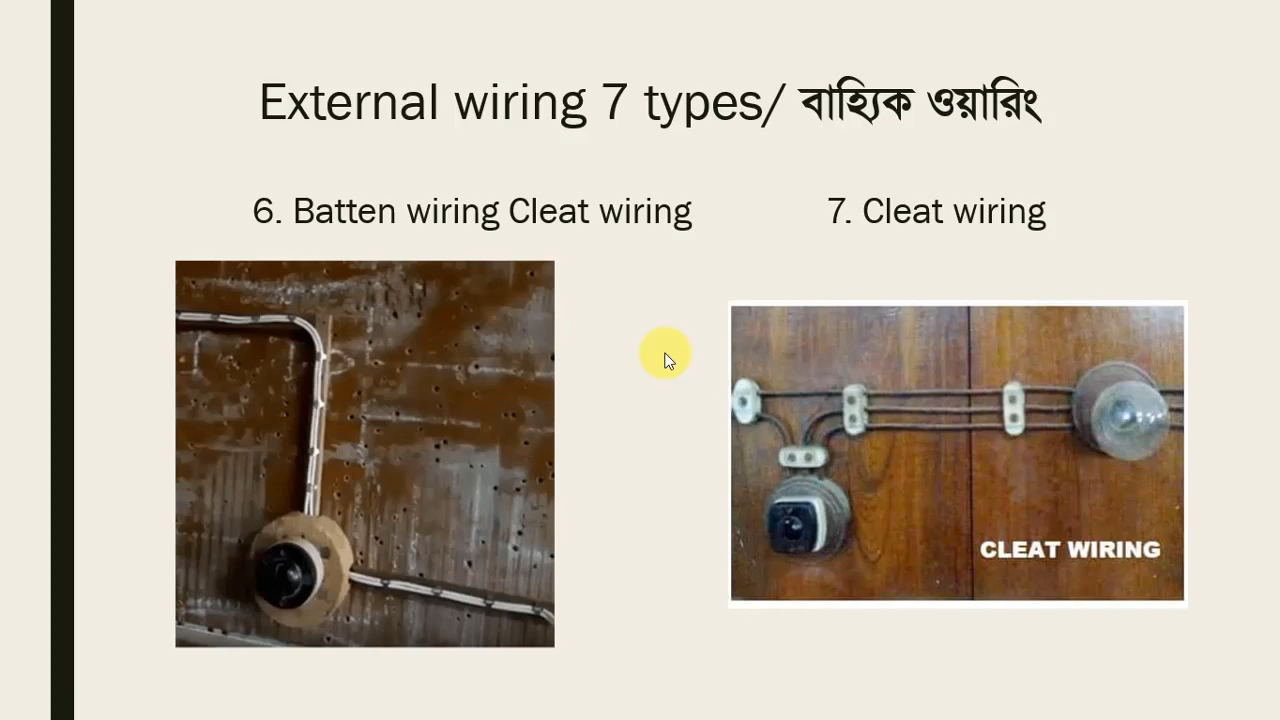 External wiring 7 types/ বাহ্যিক ওয়ারিং
6. Batten wiring Cleat wiring
7. Cleat wiring
CLEAT WIRING